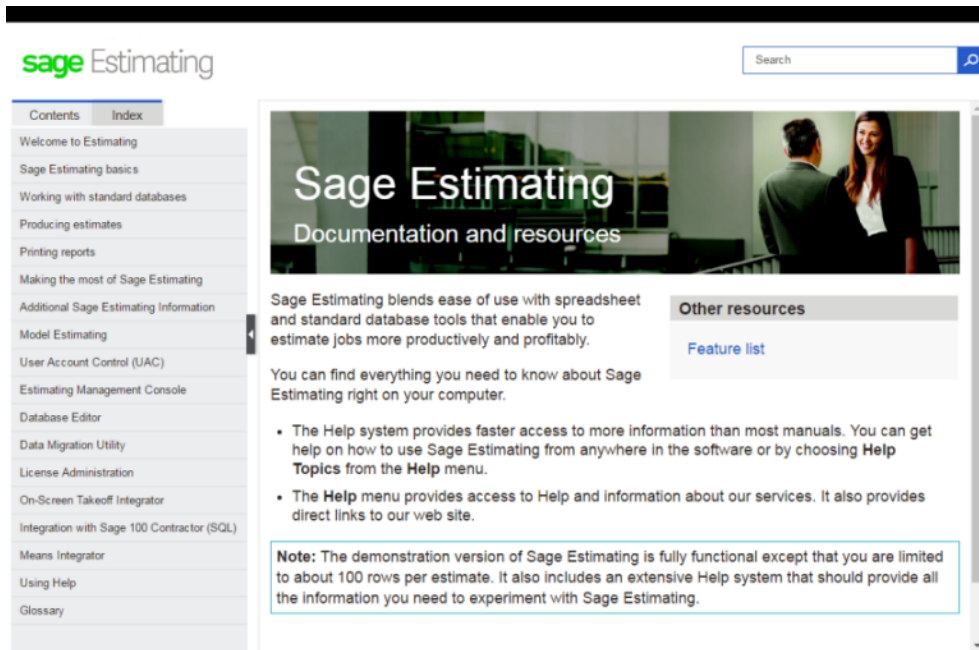 sage Estimating
Search
Contents Index
Welcome to Estimating
Sage Estimating basics
Working with standard databases
Producing estimates
Printing reports
Making the most of Sage Estimating
Additional Sage Estimating Information
Model Estimating
User Account Control (UAC)
Estimating Management Console
Database Editor
Data Migration Utility
License Administration
On-Screen Takeoff Integrator
Integration with Sage 100 Contractor (SQL)
Means Integrator
Using Help
Glossary
Sage Estimating
Documentation and resources
Sage Estimating blends ease of use with spreadsheet
and standard database tools that enable you to
estimate jobs more productively and profitably.
Other resources
Feature list
You can find everything you need to know about Sage
Estimating right on your computer.
• The Help system provides faster access to more information than most manuals. You can get
help on how to use Sage Estimating from anywhere in the software or by choosing Help
Topics from the Help menu.
• The Help menu provides access to Help and information about our services. It also provides
direct links to our web site.
Note: The demonstration version of Sage Estimating is fully functional except that you are limited
to about 100 rows per estimate. It also includes an extensive Help system that should provide all
the information you need to experiment with Sage Estimating.